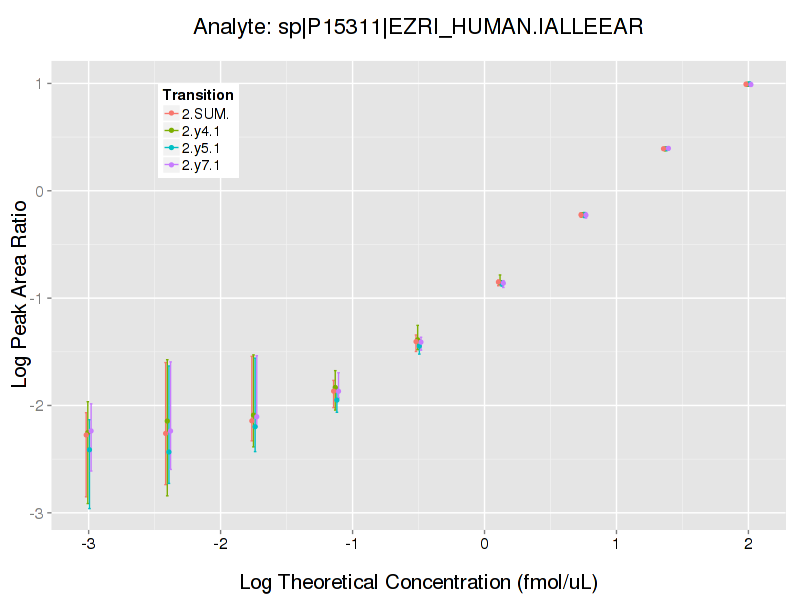 Analyte: sp|P15311|EZRI_HUMAN.IALLEEAR
Log Peak Area Ratio
1
0
-1
-2
-3
Transition
2.SUM.
2.y4.1
2.y5.1
2.y7.1
-3 -2 -1 0 1 2
Log Theoretical Concentration (fmol/uL)